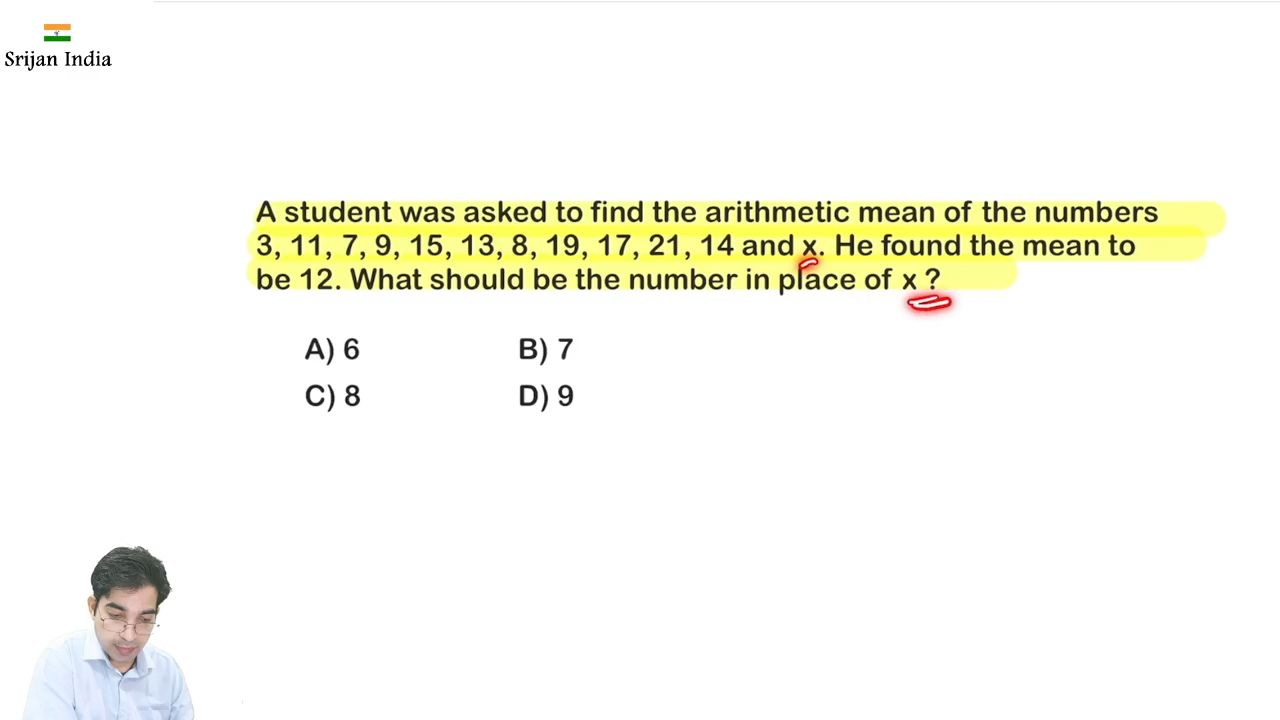 Srijan India
A student was asked to find the arithmetic mean of the numbers
3, 11, 7, 9, 15, 13, 8, 19, 17, 21, 14 and x. He found the mean to
be 12. What should be the number in place of x ?
A) 6 B) 7
C) 8 D) 9